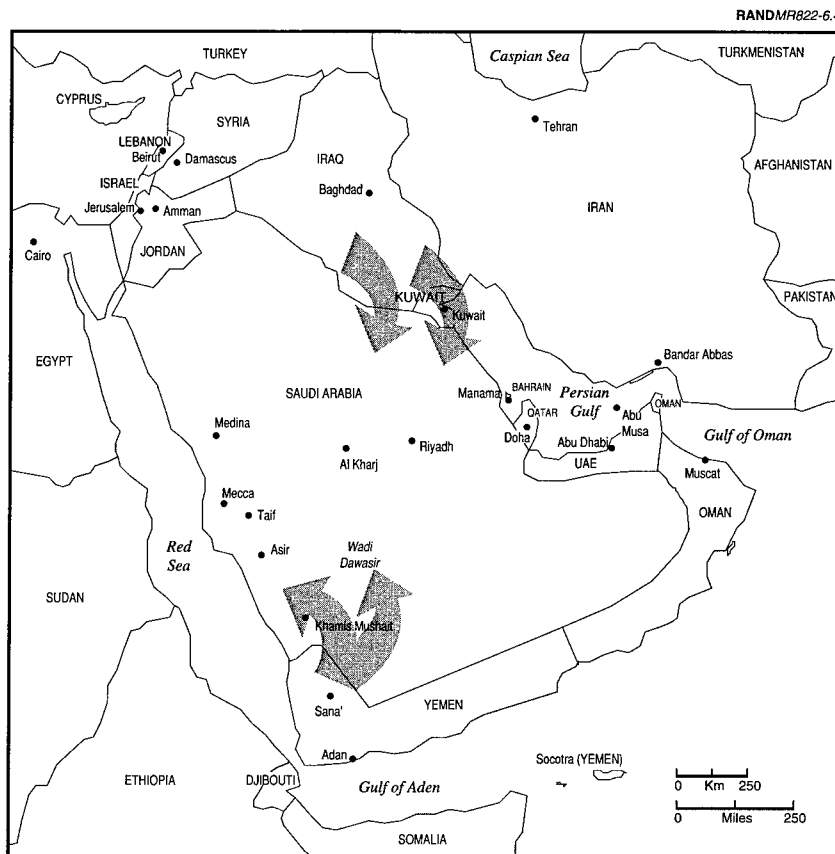 RANDMR822-6.4
TURKEY
Caspian Sea
TURKMENISTAN
CYPRUS
SYRIA
Tehran
LEBANON
Beirut
Damascus
IRAQ
AFGHANISTAN
ISRAEL
Baghdad
IRAN
Jerusalem
Amman
Cairo
JORDAN
KUWAIT
PAKISTAN
Kuwait
EGYPT
Bandar Abbas
SAUDI ARABIA
Manama
BAHRAIN
Persian
Gulf
QATAR
Abu
Musa
OMAN
Medina
Doha
Abu Dhabi
Gulf of Oman
Riyadh
Al Kharj
UAE
Muscat
Mecca
Taif
OMAN
Red
Sea
Asir
Wadi
Dawasir
SUDAN
Khamis Mushait
Sana'
YEMEN
Adan
Socotra (YEMEN)
ETHIOPIA
DJIBOUTI
Gulf of Aden
0 Km 250
0 Miles 250
SOMALIA